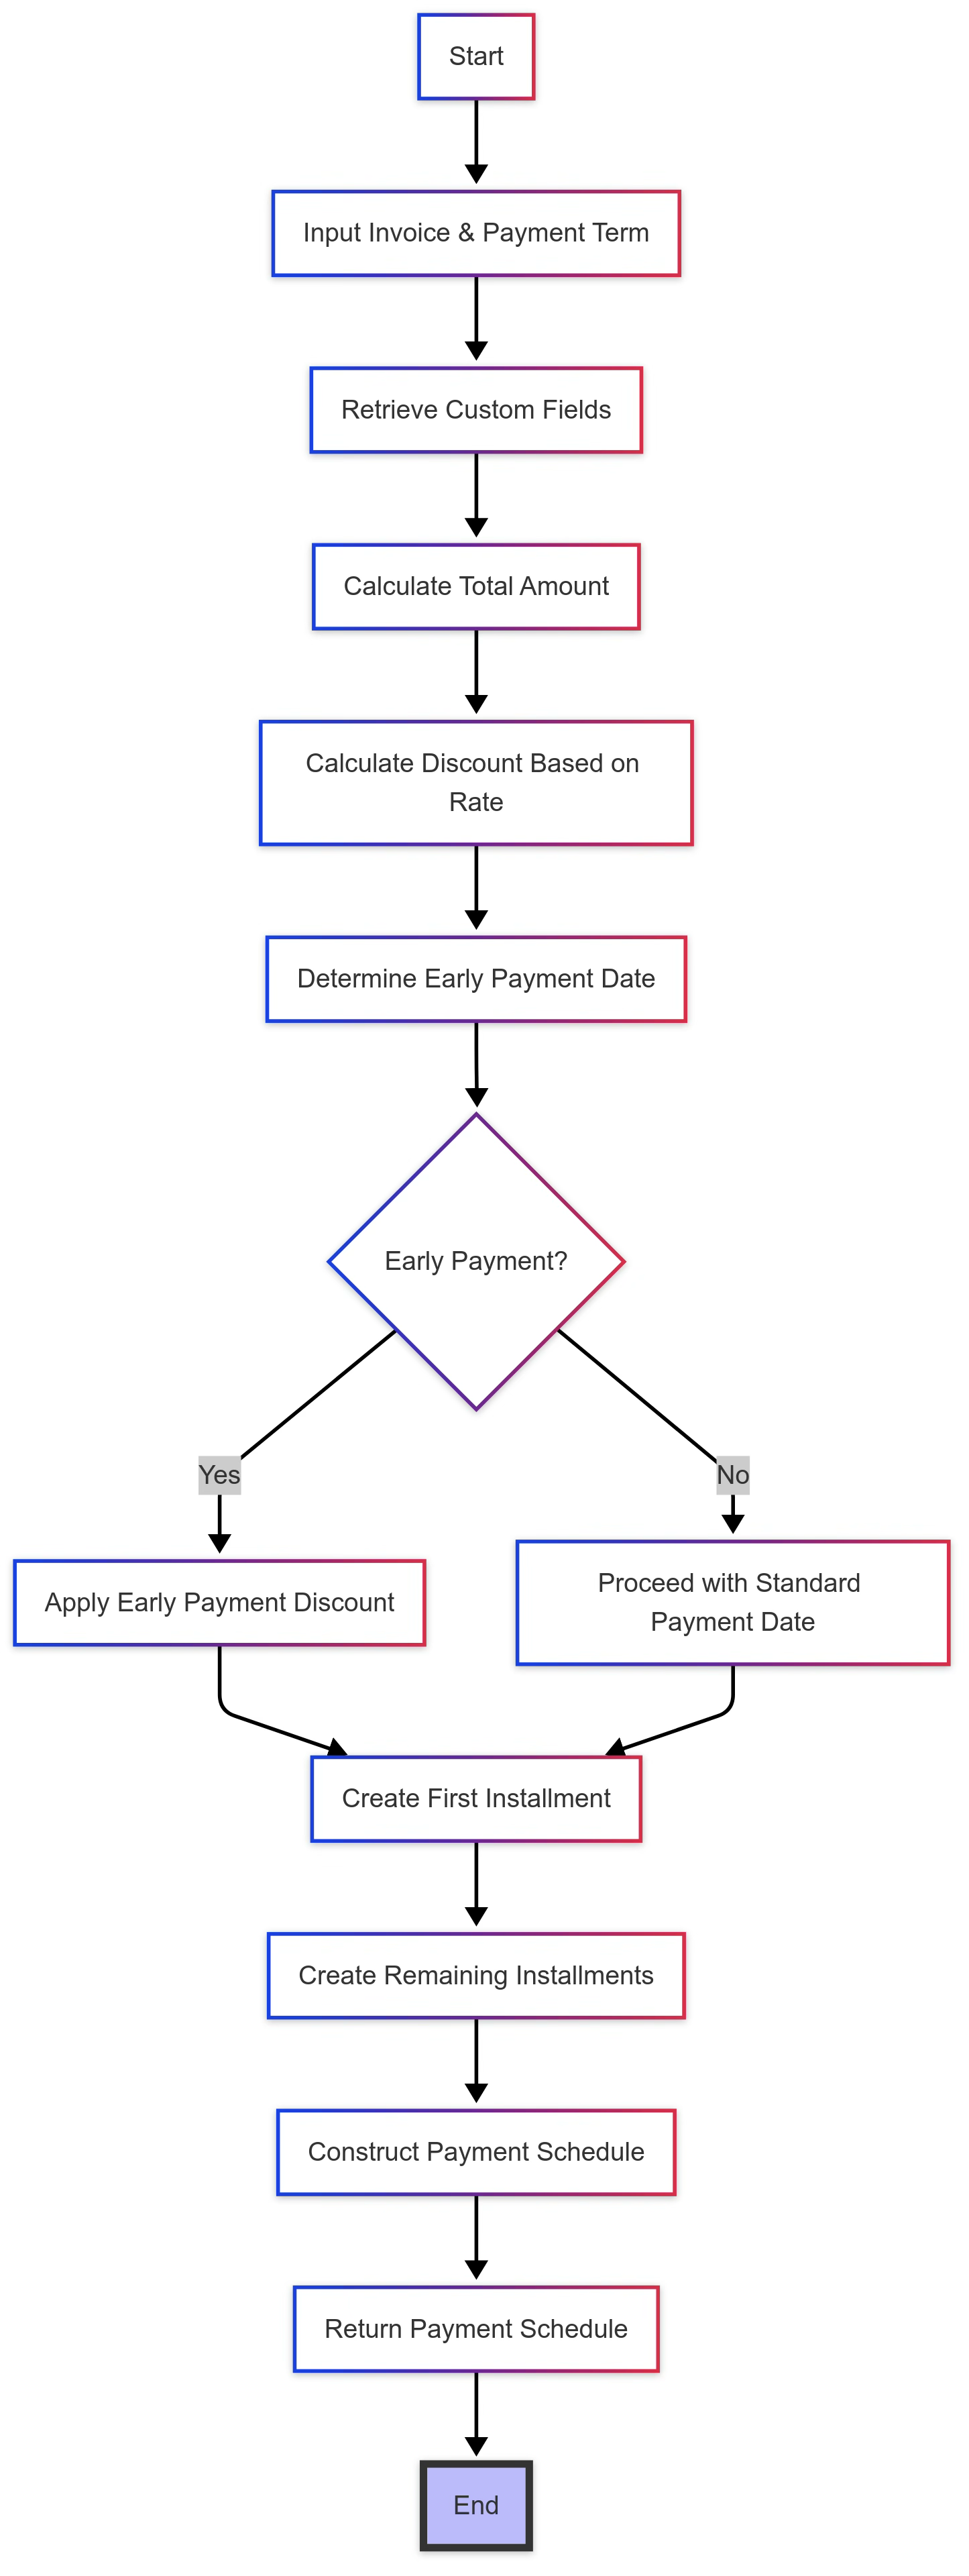 Start
Input Invoice & Payment Term
Retrieve Custom Fields
Calculate Total Amount
Calculate Discount Based on
Rate
Determine Early Payment Date
Early Payment?
Yes
No
Apply Early Payment Discount
Proceed with Standard
Payment Date
Create First Installment
Create Remaining Installments
Construct Payment Schedule
Return Payment Schedule
End